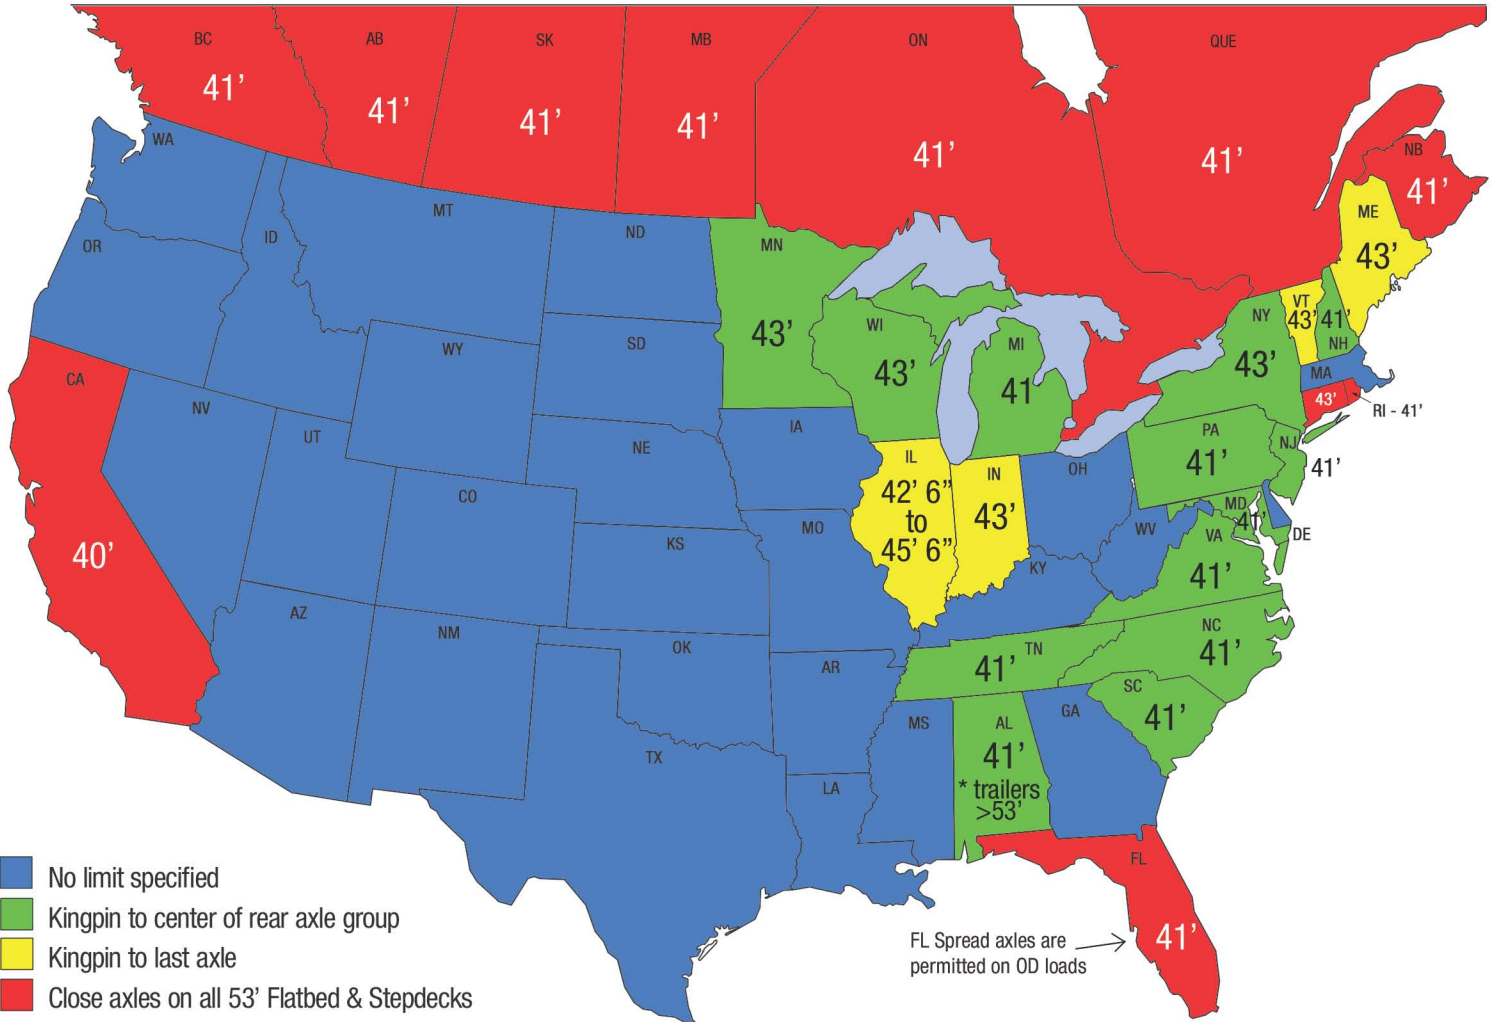 BC
41’
AB
41’
SK
41’
MB
41’
ON
41’
QUE
41’
NB
41’
WA
OR
ID
MT
ND
MN
43’
WI
43’
MI
41
NY
43’
VT
43’
41’
NH
ME
43’
MA
43’
RI - 41’
CA
40’
NV
UT
WY
SD
NE
IA
IL
42’ 6”
to
45’ 6”
IN
43’
OH
PA
41’
NJ
41’
MD
41’
DE
CO
KS
MO
KY
WV
VA
41’
AZ
NM
OK
AR
TN
41’
NC
41’
SC
41’
TX
LA
MS
AL
41’
* trailers
>53’
GA
FL
41’
FL Spread axles are
permitted on OD loads
No limit specified
Kingpin to center of rear axle group
Kingpin to last axle
Close axles on all 53’ Flatbed & Stepdecks